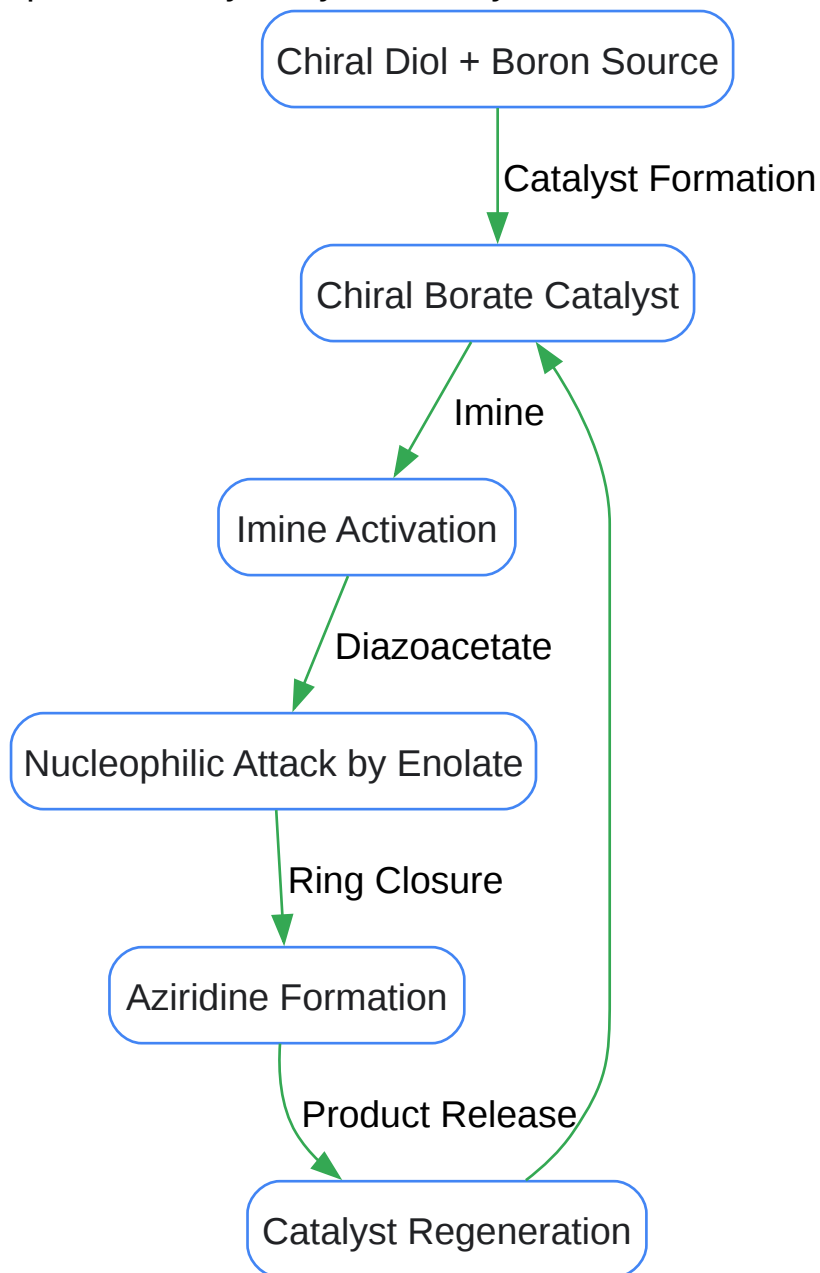 Chiral Diol + Boron Source
Catalyst Formation
Chiral Borate Catalyst
Imine
Imine Activation
Diazoacetate
Nucleophilic Attack by Enolate
Ring Closure
Aziridine Formation
Product Release
Catalyst Regeneration